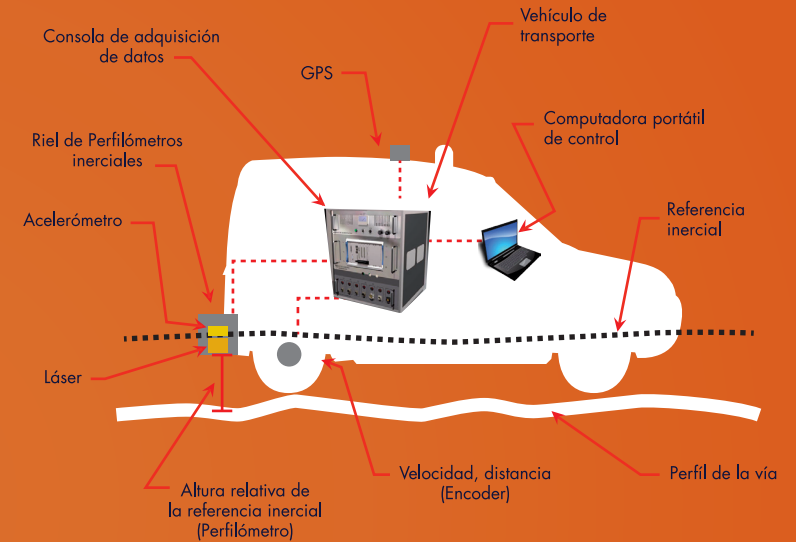 Consola de adquisición
de datos
Vehículo de
transporte
GPS
Computadora portátil
de control
Riel de Perfilómetros
inerciales
Acelerómetro
Referencia
inercial
Láser
Altura relativa de
la referencia inercial
(Perfilómetro)
Velocidad, distancia
(Encoder)
Perfíl de la vía